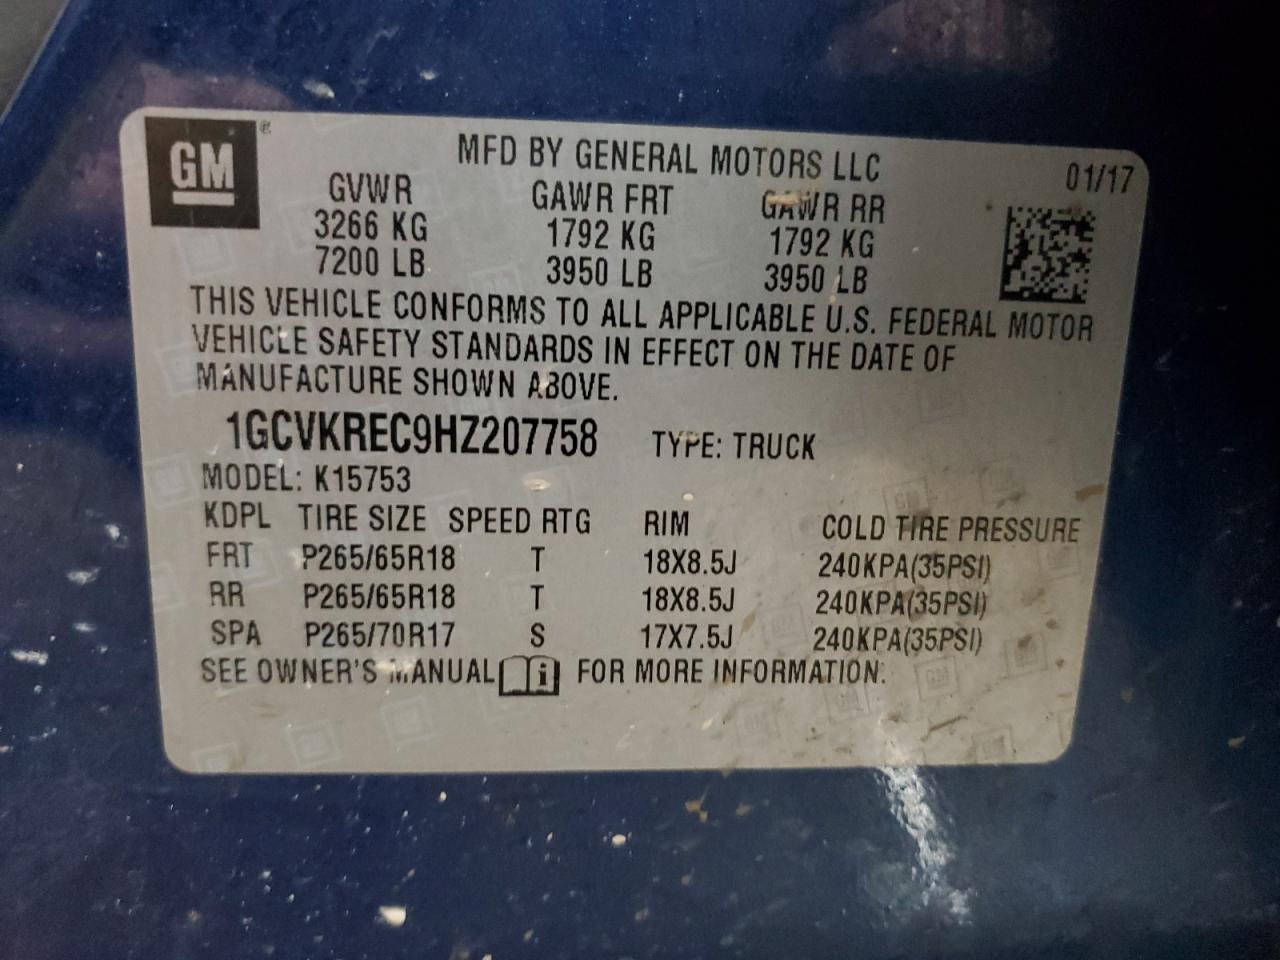 GM ®
MFD BY GENERAL MOTORS LLC
01/17
GVWR GAWR FRT GAWR RR
3266 KG 1792 KG 1792 KG
7200 LB 3950 LB 3950 LB
THIS VEHICLE CONFORMS TO ALL APPLICABLE U.S. FEDERAL MOTOR
VEHICLE SAFETY STANDARDS IN EFFECT ON THE DATE OF
MANUFACTURE SHOWN ABOVE.
1GCVKREC9HZ207758 TYPE: TRUCK
MODEL: K15753
KDPL TIRE SIZE SPEED RTG RIM COLD TIRE PRESSURE
FRT P265/65R18 T 18X8.5J 240KPA(35PSI)
RR P265/65R18 T 18X8.5J 240KPA(35PSI)
SPA P265/70R17 S 17X7.5J 240KPA(35PSI)
SEE OWNER'S MANUAL i FOR MORE INFORMATION.